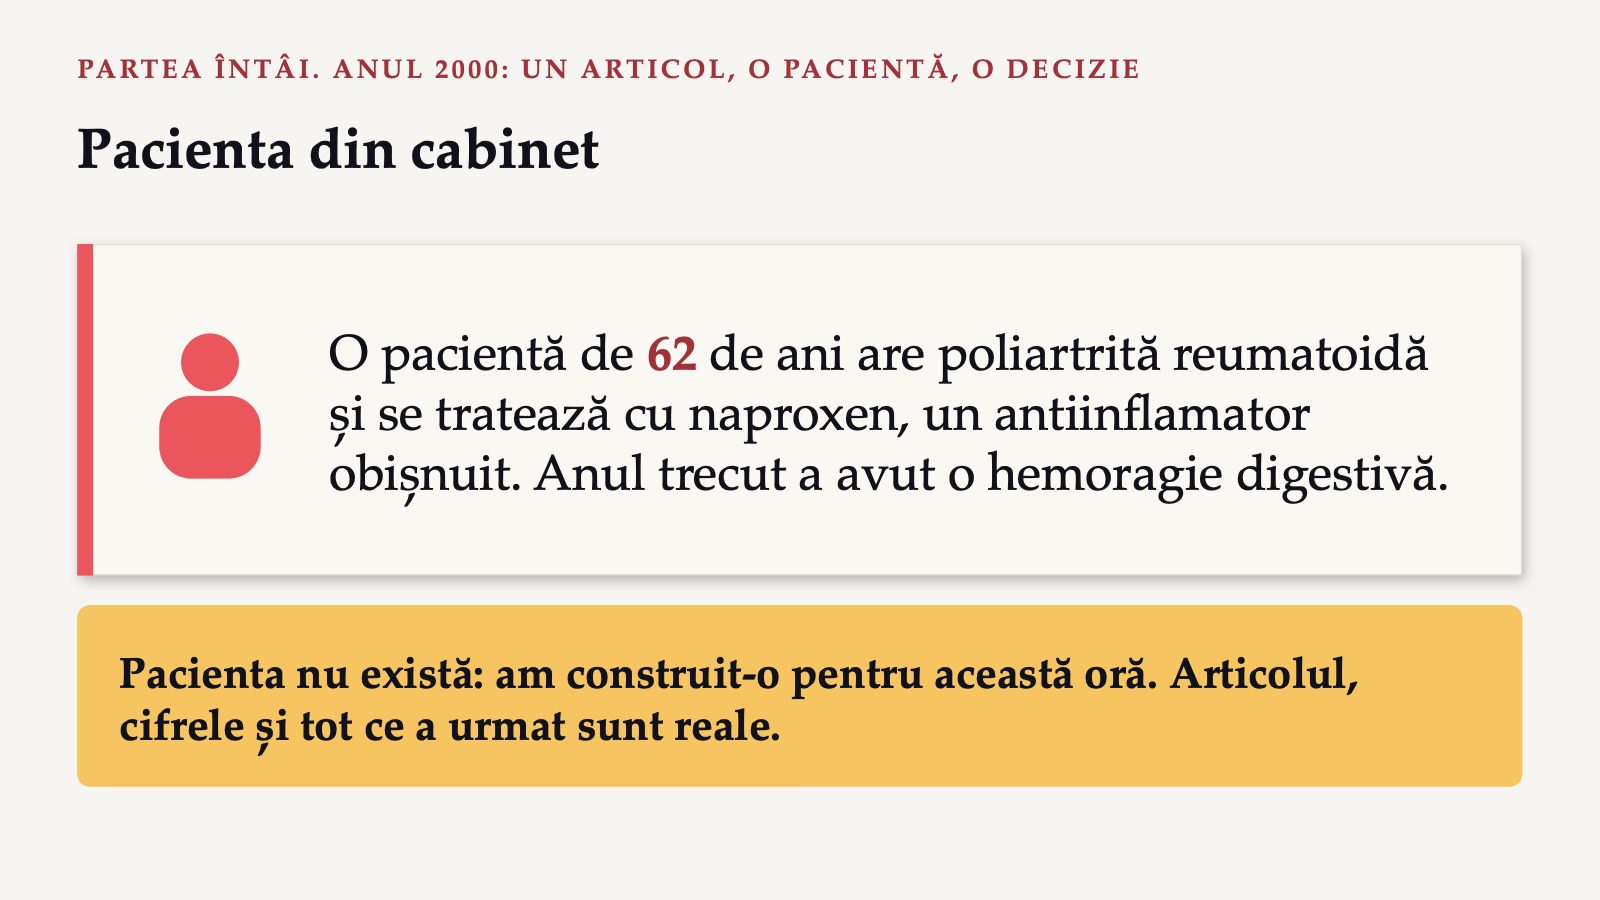 PARTEA ÎNTÂI. ANUL 2000: UN ARTICOL, O PACIENTĂ, O DECIZIE
Pacienta din cabinet
O pacientă de 62 de ani are poliartrită reumatoidă
și se tratează cu naproxen, un antiinflamator
obișnuit. Anul trecut a avut o hemoragie digestivă.
Pacienta nu există: am construit-o pentru această oră. Articolul,
cifrele și tot ce a urmat sunt reale.